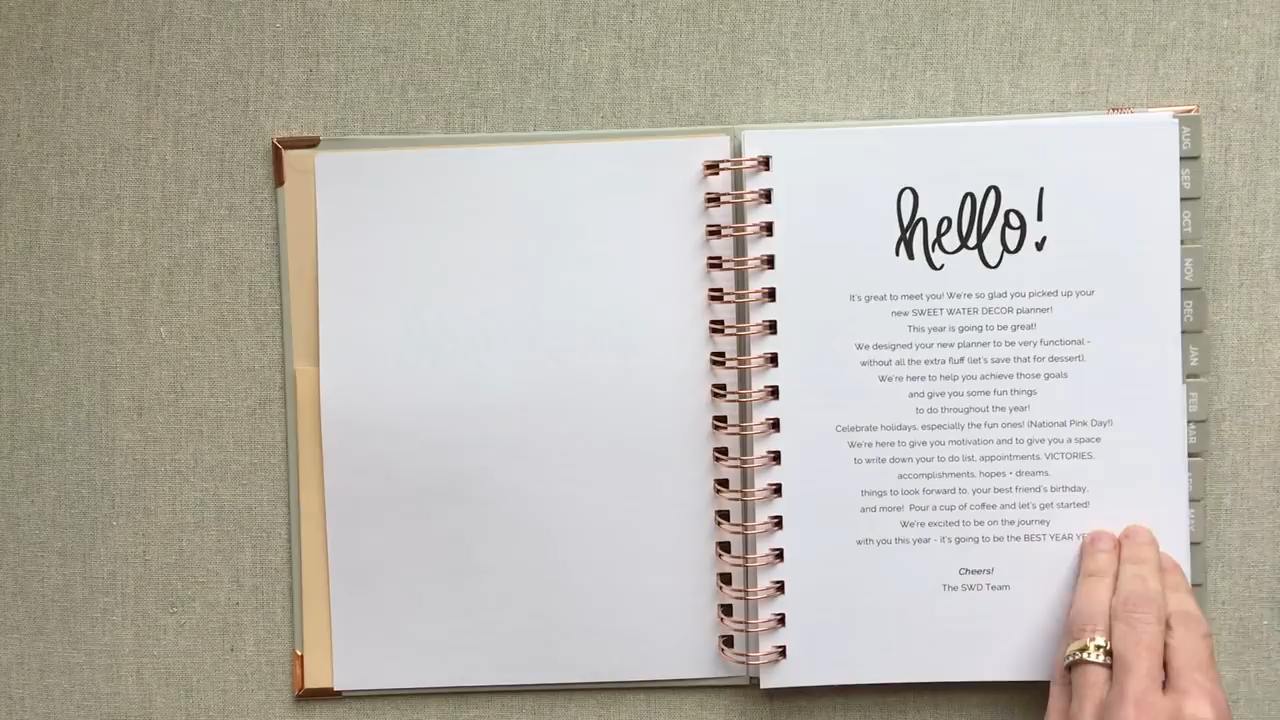 hello!
It's great to meet you! We're so glad you picked up your
new SWEET WATER DECOR planner!
This year is going to be great!
We designed your new planner to be very functional -
without all the extra fluff (let's save that for dessert).
We're here to help you achieve those goals
and give you some fun things
to do throughout the year!
Celebrate holidays, especially the fun ones! (National Pink Day!)
We're here to give you motivation and to give you a space
to write down your to do list, appointments, VICTORIES,
accomplishments, hopes + dreams,
things to look forward to, your best friend's birthday,
and more! Pour a cup of coffee and let's get started!
We're excited to be on the journey
with you this year - it's going to be the BEST YEAR
Cheers!
The SWD Team
AUG
SEP
OCT
NOV
DEC
JAN
FEB
MAR
MAY